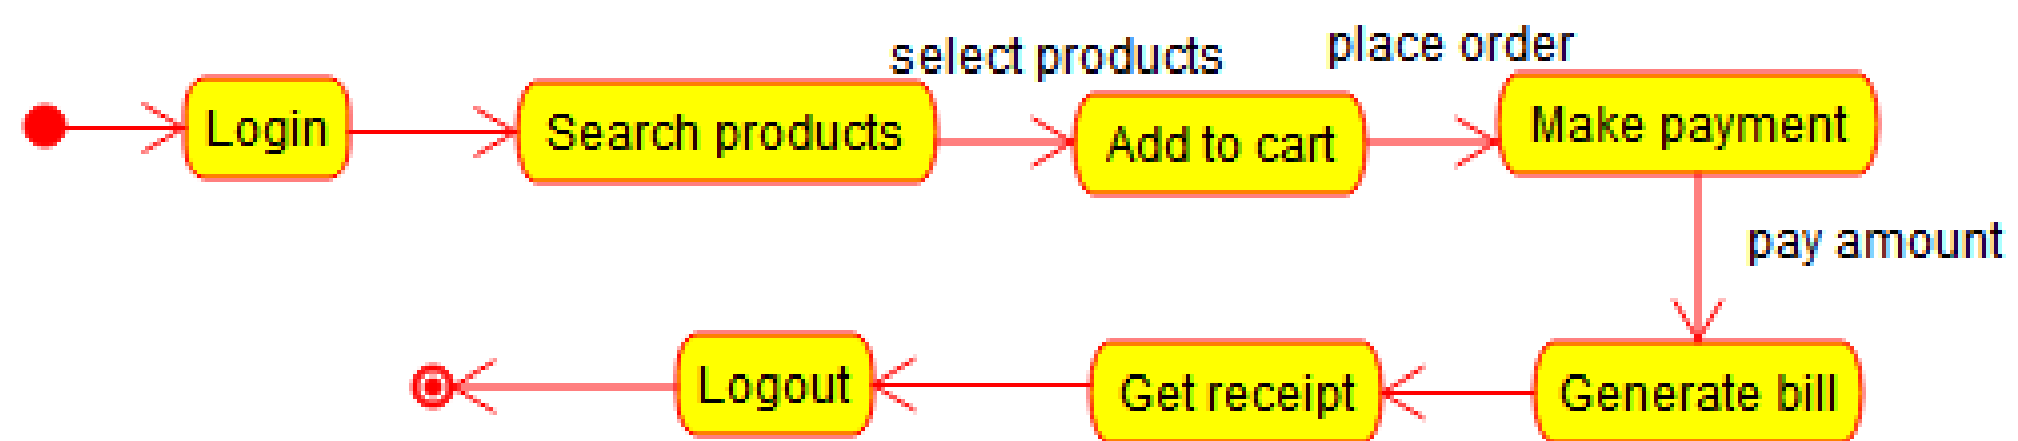 Login
Search products
select products
Add to cart
place order
Make payment
pay amount
Generate bill
Get receipt
Logout